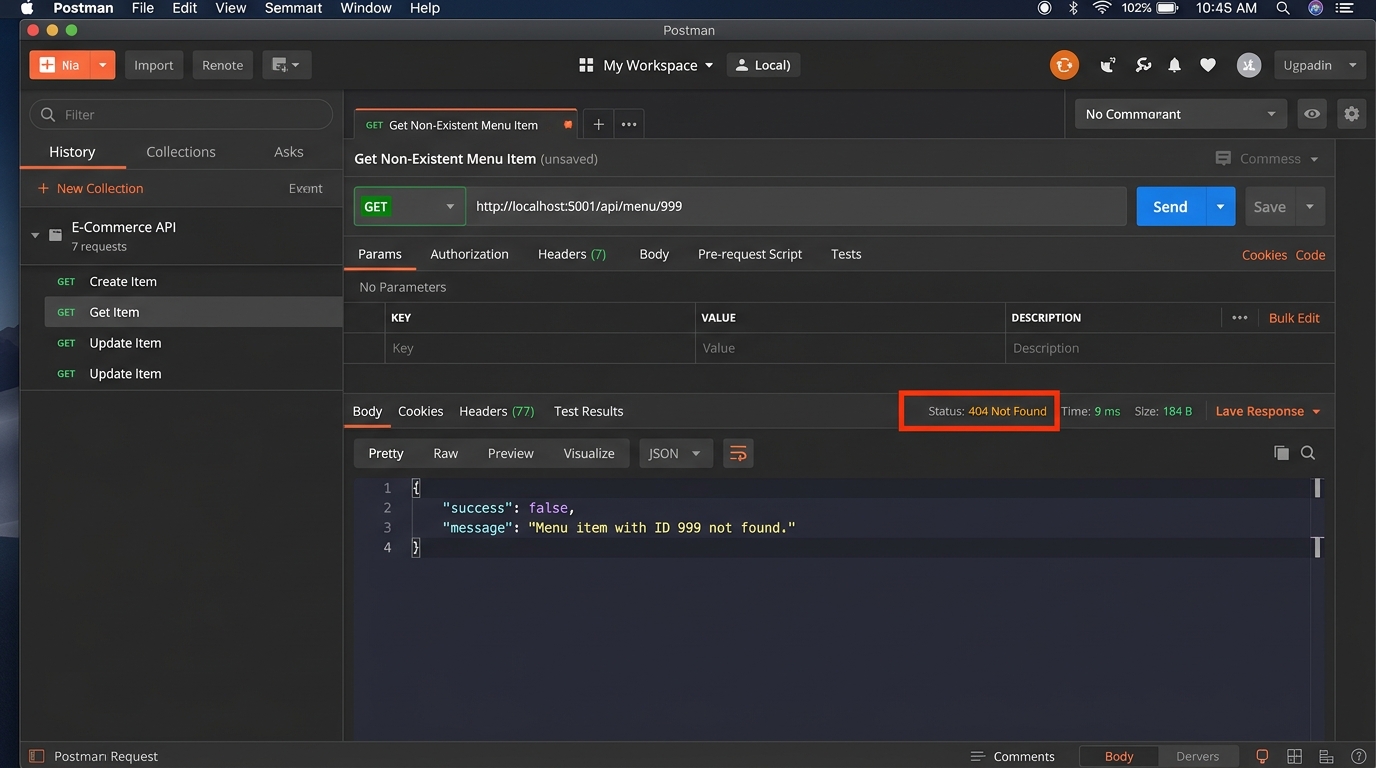 Postman File Edit View Semmart Window Help 102% 10:45 AM
Postman
Nia Import Renote My Workspace Local) Ugpadin
Filter
GET Get Non-Existent Menu Item + ••• No Commorant
History Collections Asks
Get Non-Existent Menu Item (unsaved) Commess
+ New Collection Event
GET http://localhost:5001/api/menu/999 Send Save
E-Commerce API
7 requests
Params Authorization Headers (7) Body Pre-request Script Tests Cookies Code
GET Create Item
No Parameters
GET Get Item
KEY VALUE DESCRIPTION ••• Bulk Edit
GET Update Item
Key Value Description
GET Update Item
Body Cookies Headers (77) Test Results Status: 404 Not Found Time: 9 ms Size: 184 B Lave Response
Pretty Raw Preview Visualize JSON
1 {
2 "success": false,
3 "message": "Menu item with ID 999 not found."
4 }
Postman Request Comments Body Dervers ?